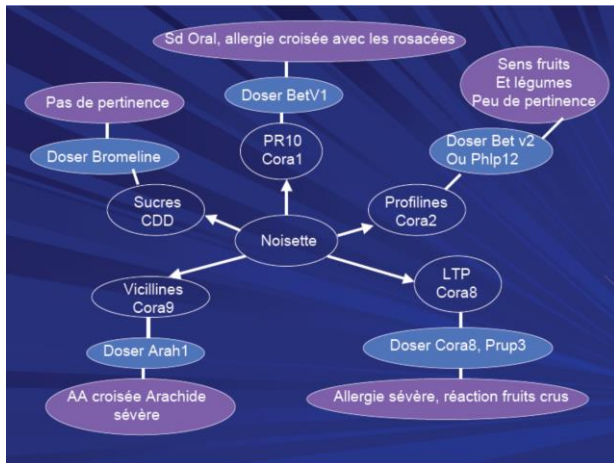 Sd Oral, allergie croisée avec les rosacées
Doser BetV1
PR10
Cora1
Sens fruits
Et légumes
Peu de pertinence
Doser Bet v2
Ou Phlp12
Profilines
Cora2
Pas de pertinence
Doser Bromeline
Sucres
CDD
Noisette
LTP
Cora8
Doser Cora8, Prup3
Allergie sévère, réaction fruits crus
Vicillines
Cora9
Doser Arah1
AA croisée Arachide
sévère